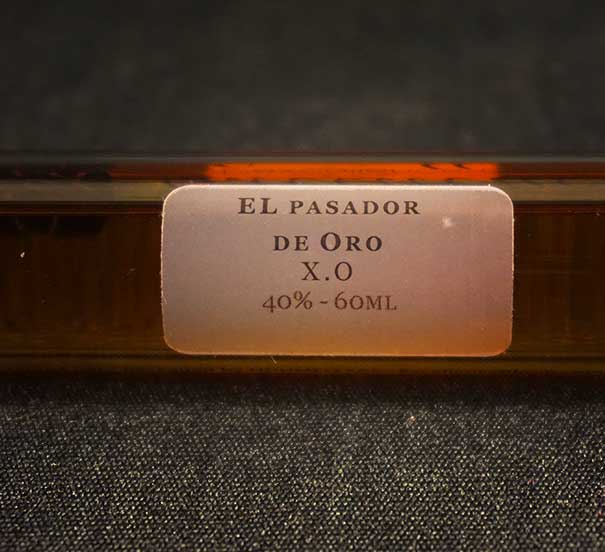 EL PASADOR
DE ORO
X.O
40% - 60ML